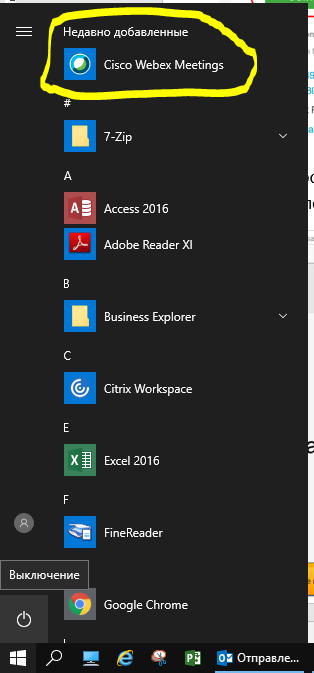 Недавно добавленные
Cisco Webex Meetings
#
7-Zip
A
Access 2016
Adobe Reader XI
B
Business Explorer
C
Citrix Workspace
E
Excel 2016
F
FineReader
Выключение
Google Chrome
Отправле...